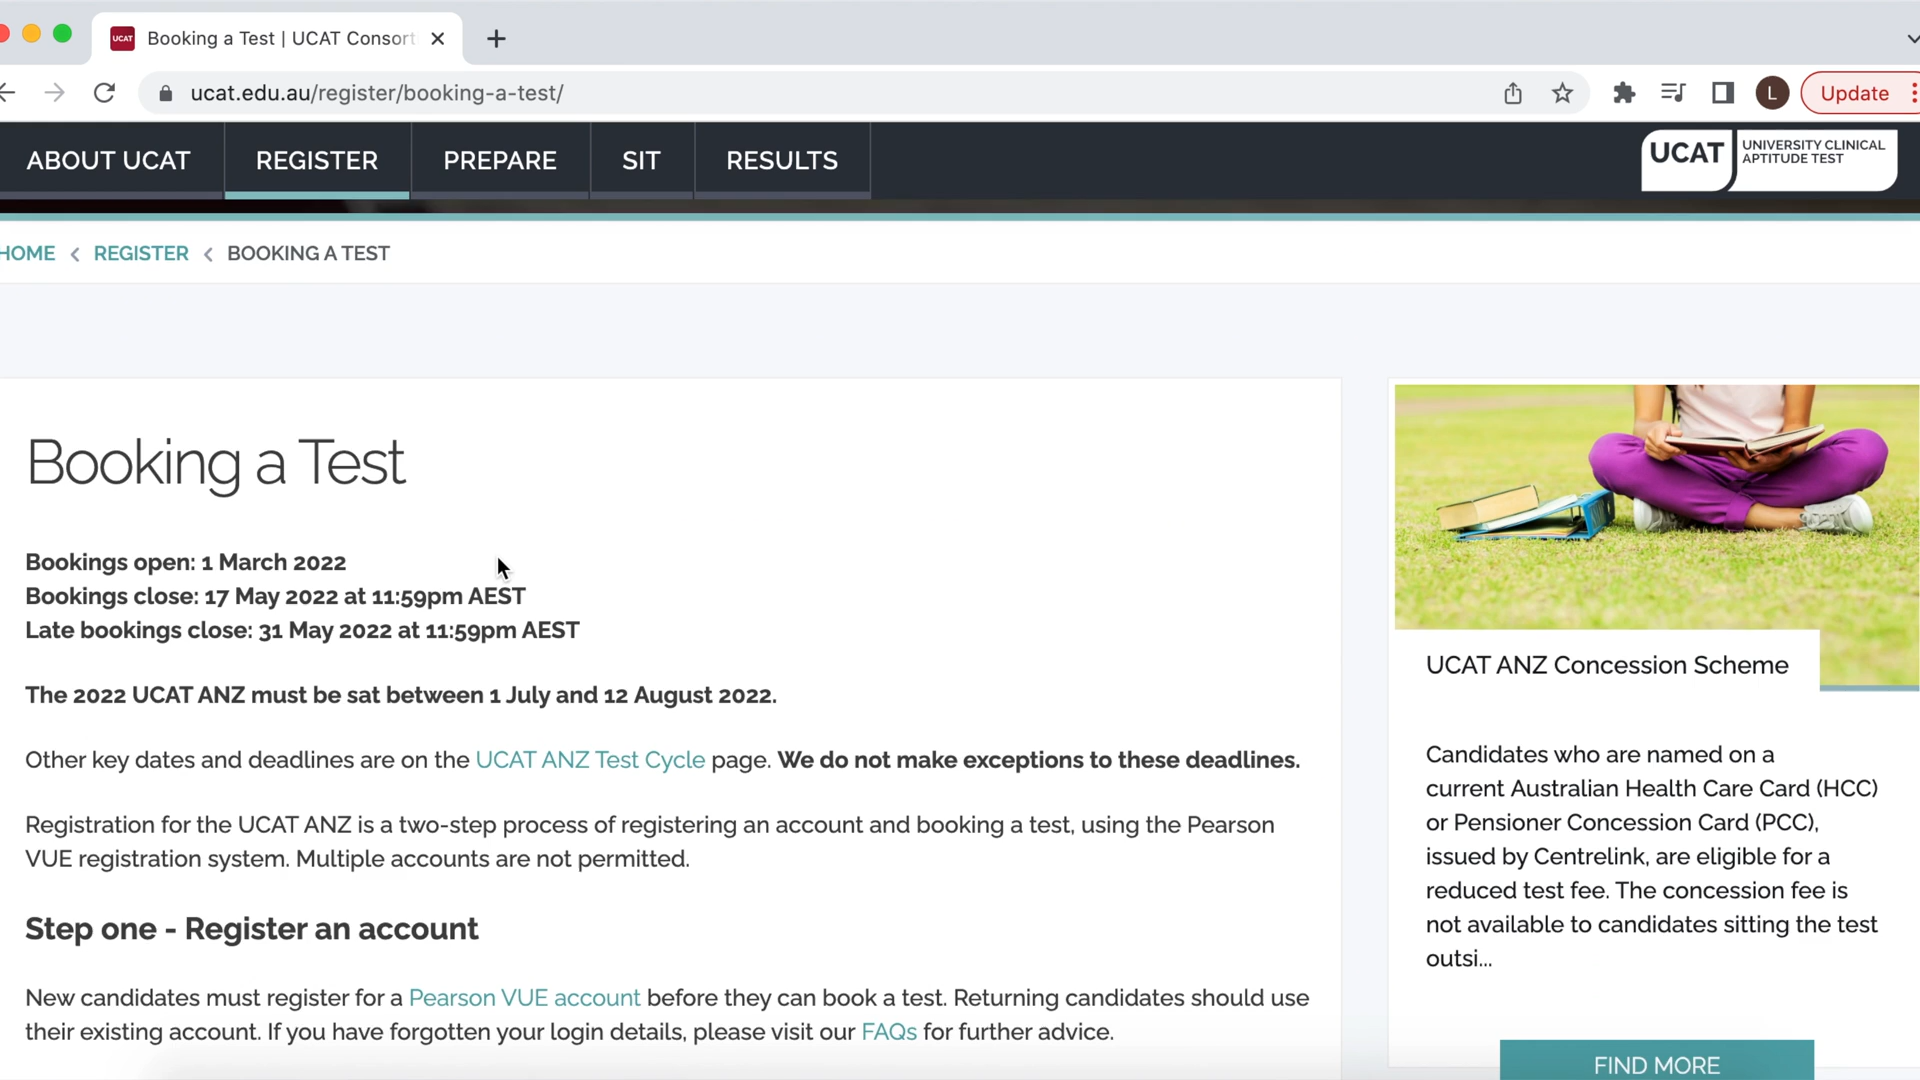 UCAT
Booking a Test | UCAT Consort
ucat.edu.au/register/booking-a-test/
L
Update
ABOUT UCAT
REGISTER
PREPARE
SIT
RESULTS
UCAT
UNIVERSITY CLINICAL
APTITUDE TEST
HOME
REGISTER
BOOKING A TEST
Booking a Test
Bookings open: 1 March 2022
Bookings close: 17 May 2022 at 11:59pm AEST
Late bookings close: 31 May 2022 at 11:59pm AEST
The 2022 UCAT ANZ must be sat between 1 July and 12 August 2022.
Other key dates and deadlines are on the UCAT ANZ Test Cycle page. We do not make exceptions to these deadlines.
Registration for the UCAT ANZ is a two-step process of registering an account and booking a test, using the Pearson
VUE registration system. Multiple accounts are not permitted.
Step one - Register an account
New candidates must register for a Pearson VUE account before they can book a test. Returning candidates should use
their existing account. If you have forgotten your login details, please visit our FAQs for further advice.
UCAT ANZ Concession Scheme
Candidates who are named on a
current Australian Health Care Card (HCC)
or Pensioner Concession Card (PCC),
issued by Centrelink, are eligible for a
reduced test fee. The concession fee is
not available to candidates sitting the test
outsi...
FIND MORE